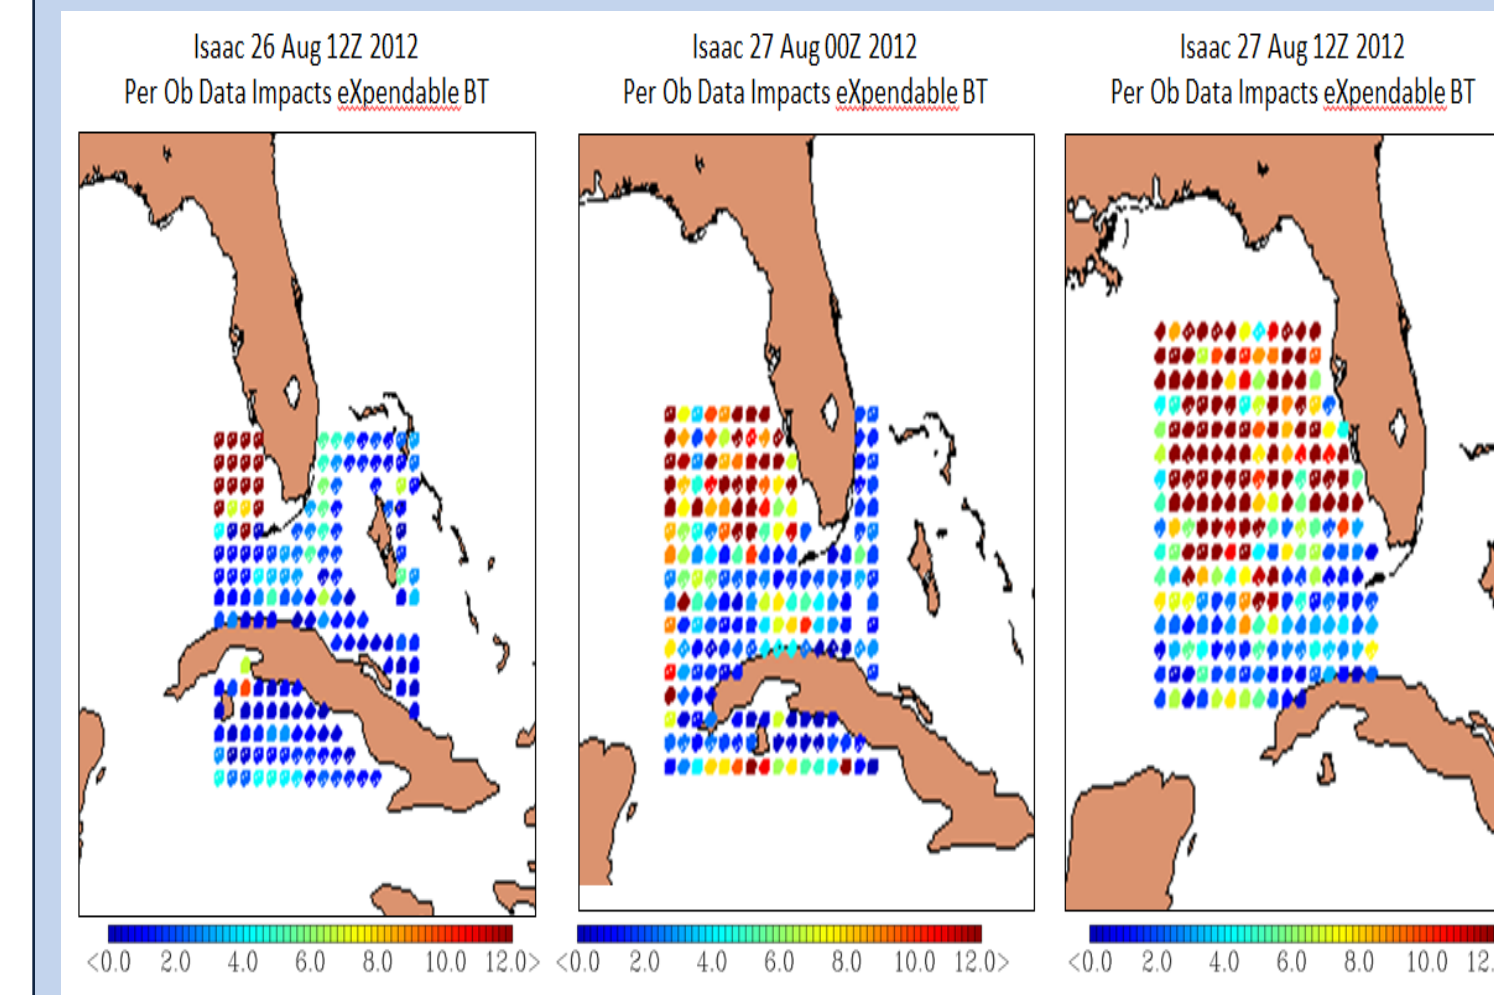 Isaac 26 Aug 12Z 2012
Per Ob Data Impacts eXpendable BT
Isaac 27 Aug 00Z 2012
Per Ob Data Impacts eXpendable BT
Isaac 27 Aug 12Z 2012
Per Ob Data Impacts eXpendable BT
<0.0 2.0 4.0 6.0 8.0 10.0 12.0>
<0.0 2.0 4.0 6.0 8.0 10.0 12.0>
<0.0 2.0 4.0 6.0 8.0 10.0 12.